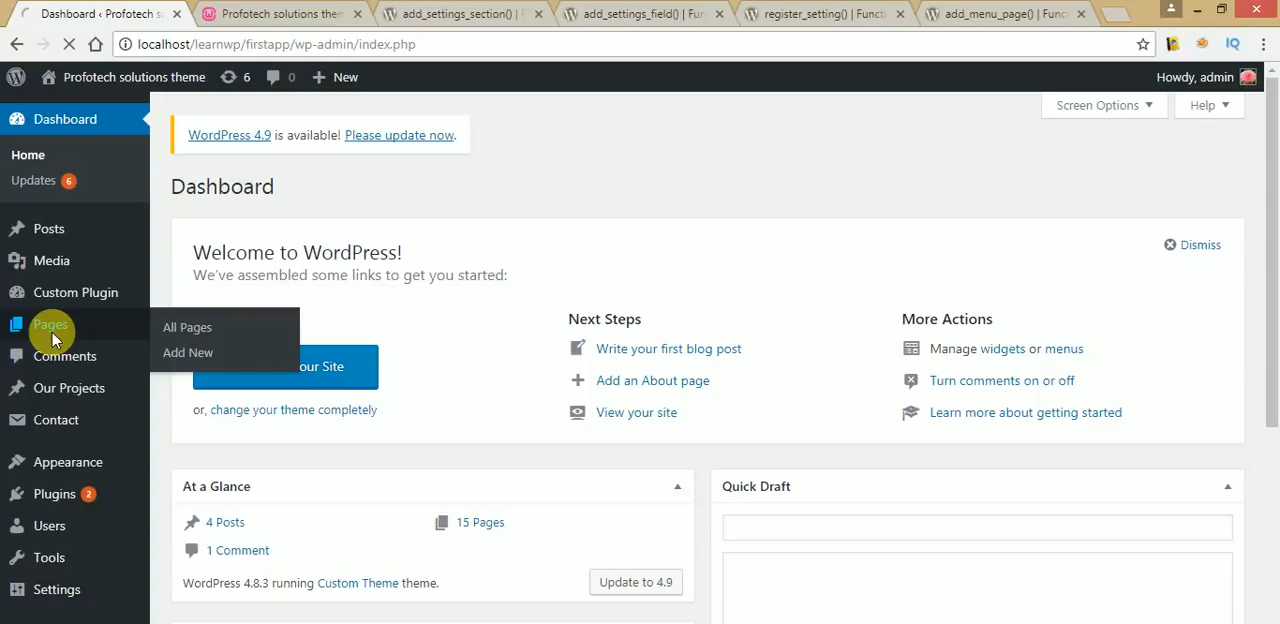 Dashboard ‹ Profotech s
Profotech solutions theme
add_settings_section() |
add_settings_field() | Fu
register_setting() | Functi
add_menu_page() | Func
localhost/learnwp/firstapp/wp-admin/index.php
IQ
Profotech solutions theme
6
0
New
Howdy, admin
Dashboard
Home
Updates 6
Posts
Media
Custom Plugin
Pages
Comments
Our Projects
Contact
Appearance
Plugins 2
Users
Tools
Settings
All Pages
Add New
Screen Options
Help
WordPress 4.9 is available! Please update now.
Dashboard
Welcome to WordPress!
We've assembled some links to get you started:
Dismiss
our Site
or, change your theme completely
Next Steps
Write your first blog post
Add an About page
View your site
More Actions
Manage widgets or menus
Turn comments on or off
Learn more about getting started
At a Glance
4 Posts
15 Pages
1 Comment
WordPress 4.8.3 running Custom Theme theme.
Update to 4.9
Quick Draft